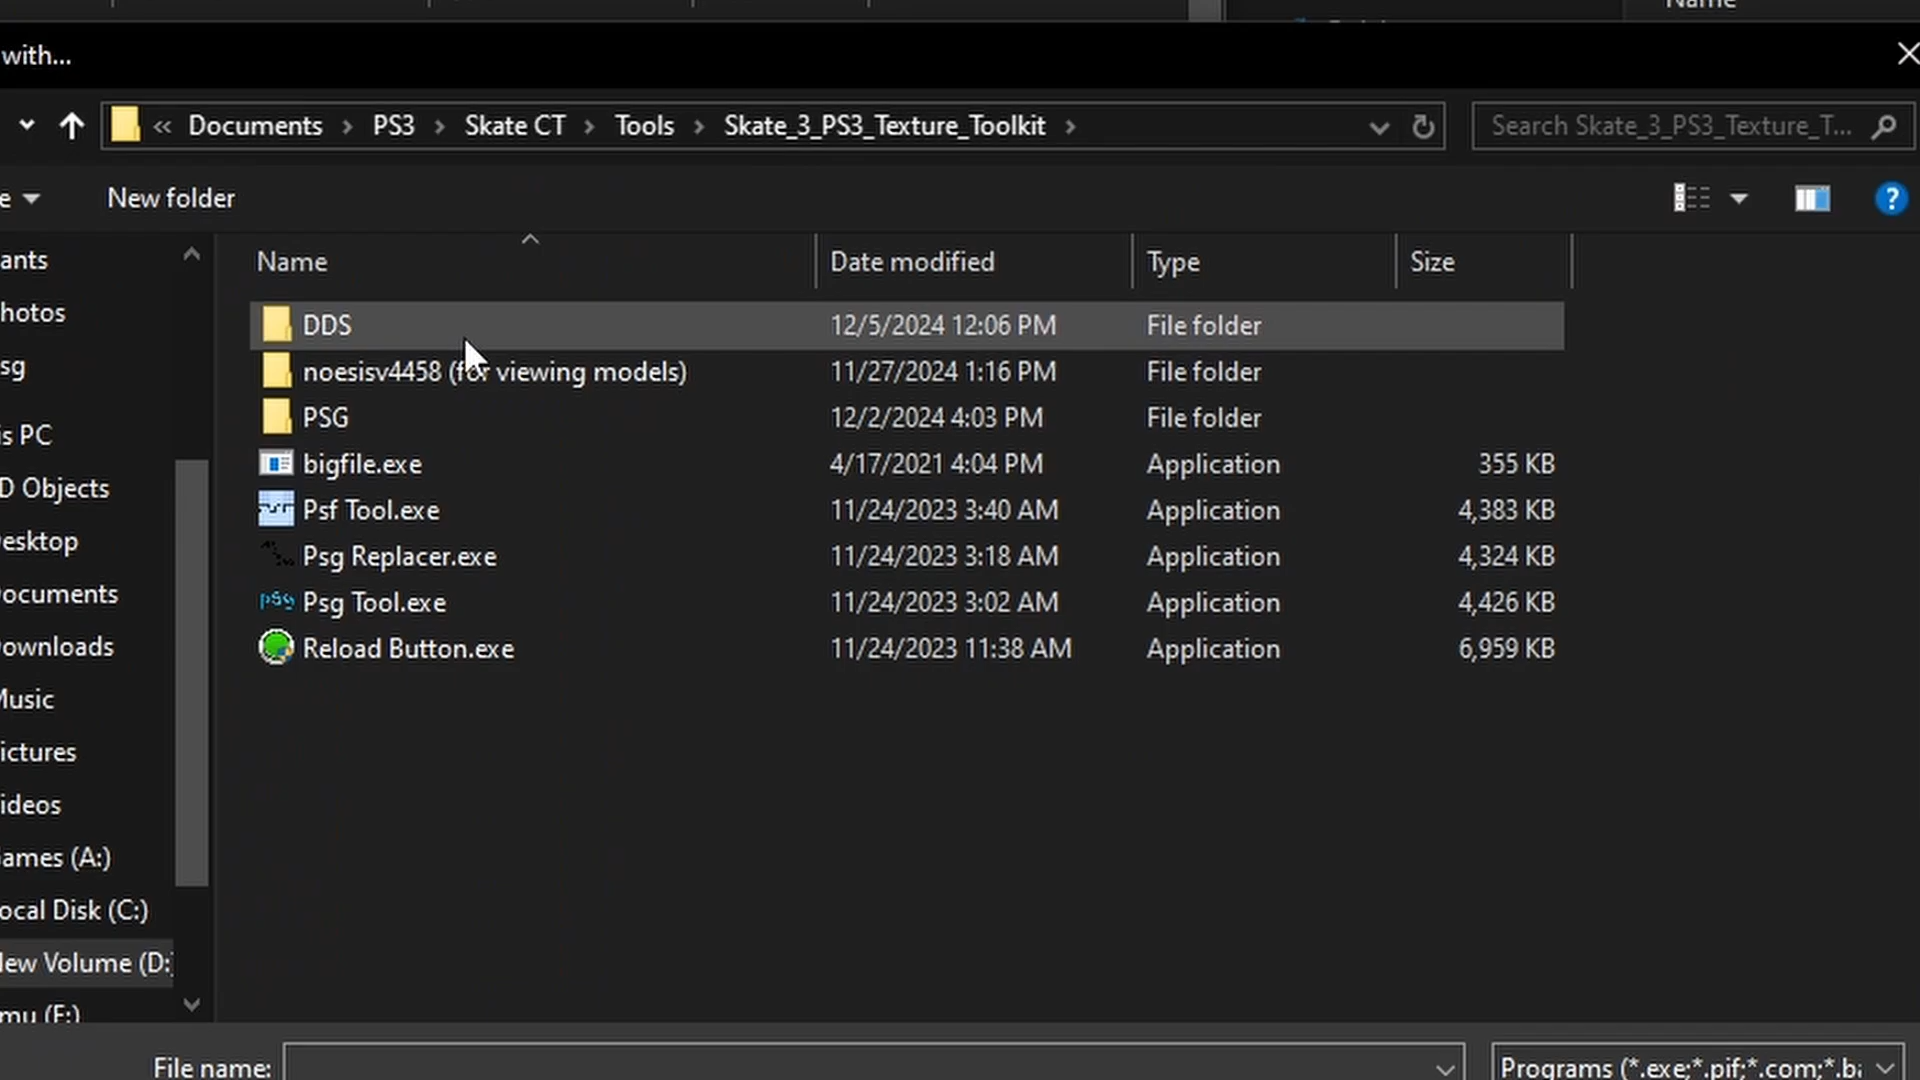 Name
with...
« Documents › PS3 › Skate CT › Tools › Skate_3_PS3_Texture_Toolkit ›
Search Skate_3_PS3_Texture_T...
e
New folder
?
Name
Date modified
Type
Size
ants
hotos
sg
is PC
D Objects
esktop
ocuments
ownloads
Music
ictures
ideos
ames (A:)
ocal Disk (C:)
New Volume (D:)
mu (F:)
DDS 12/5/2024 12:06 PM File folder
noesisv4458 (for viewing models) 11/27/2024 1:16 PM File folder
PSG 12/2/2024 4:03 PM File folder
bigfile.exe 4/17/2021 4:04 PM Application 355 KB
Psf Tool.exe 11/24/2023 3:40 AM Application 4,383 KB
Psg Replacer.exe 11/24/2023 3:18 AM Application 4,324 KB
Psg Tool.exe 11/24/2023 3:02 AM Application 4,426 KB
Reload Button.exe 11/24/2023 11:38 AM Application 6,959 KB
File name:
Programs (*.exe;*.pif;*.com;*.ba